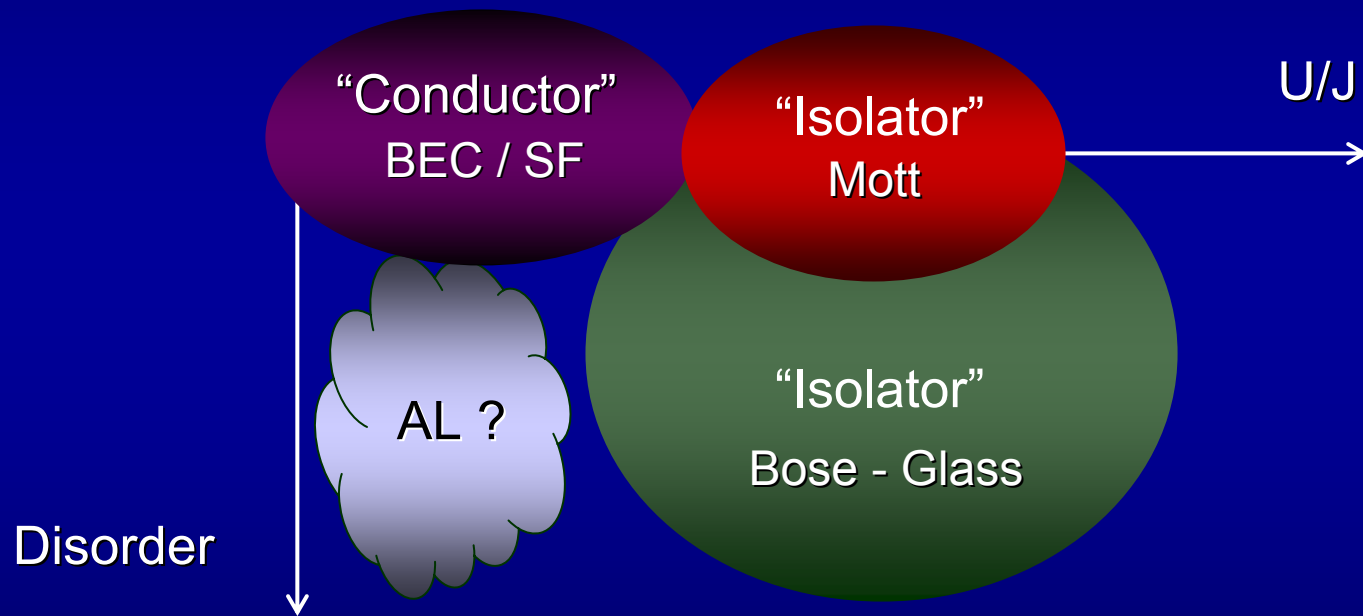 “Conductor”
BEC / SF
“Isolator”
Mott
U/J
AL ?
“Isolator”
Bose - Glass
Disorder